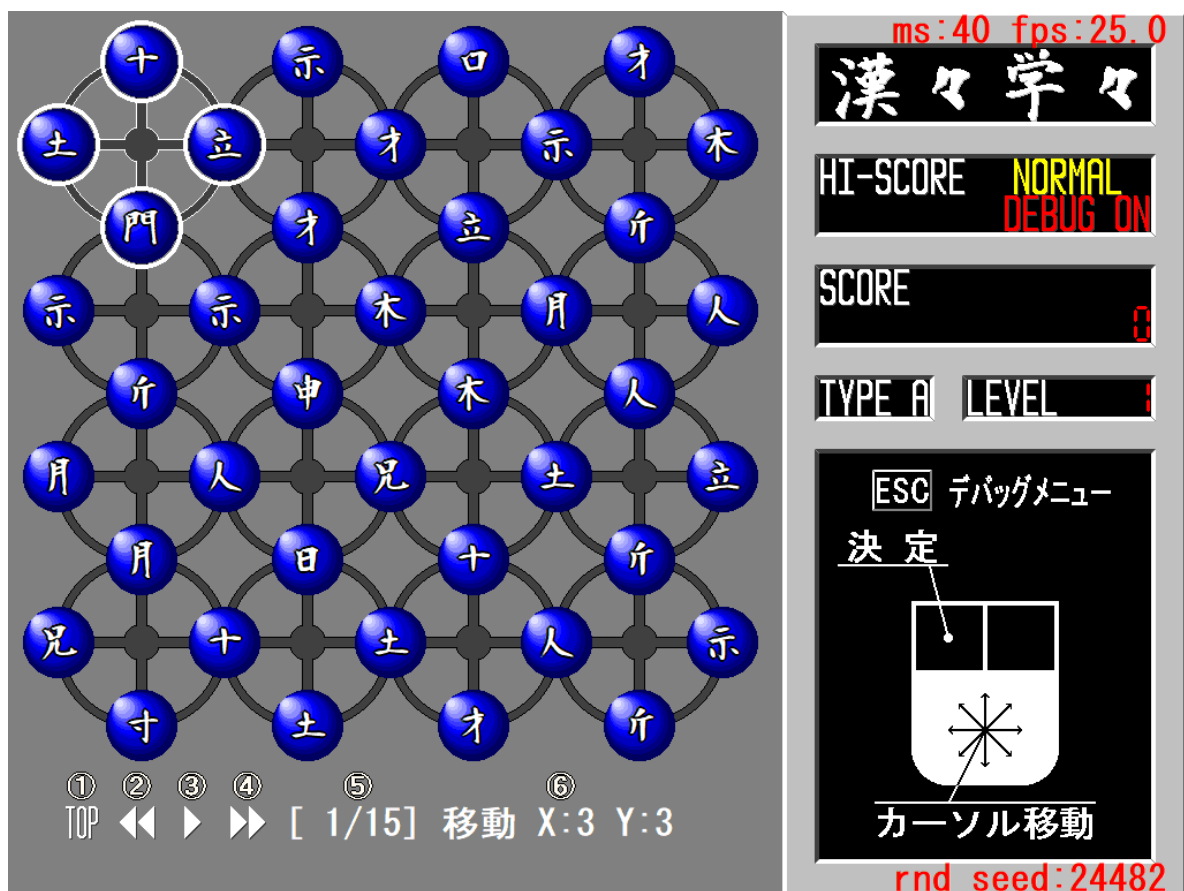 ms:40 fps:25.0
漢々学々
HI-SCORE NORMAL
DEBUG ON
SCORE
0
TYPE A LEVEL 1
ESC デバッグメニュー
決定
カーソル移動
rnd seed:24482
十 示 口 才
土 立 才 示 木
門 才 立 斤
示 示 木 月 人
斤 申 木 人
月 人 兄 土 立
月 日 十 斤
兄 十 土 人 示
寸 土 才 斤
① ② ③ ④ ⑤ ⑥
TOP [ 1/15] 移動 X:3 Y:3